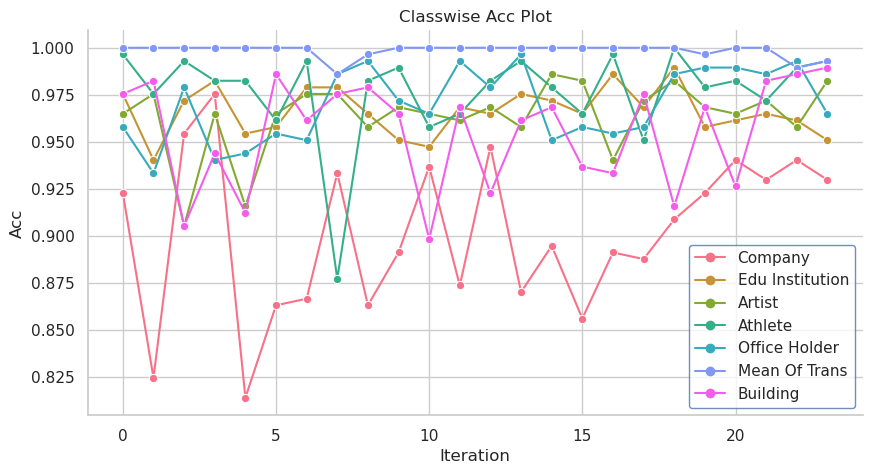 Classwise Acc Plot
1.000
0.975
0.950
0.925
0.900
0.875
0.850
0.825
Acc
0
5
10
15
20
Iteration
Company
Edu Institution
Artist
Athlete
Office Holder
Mean Of Trans
Building